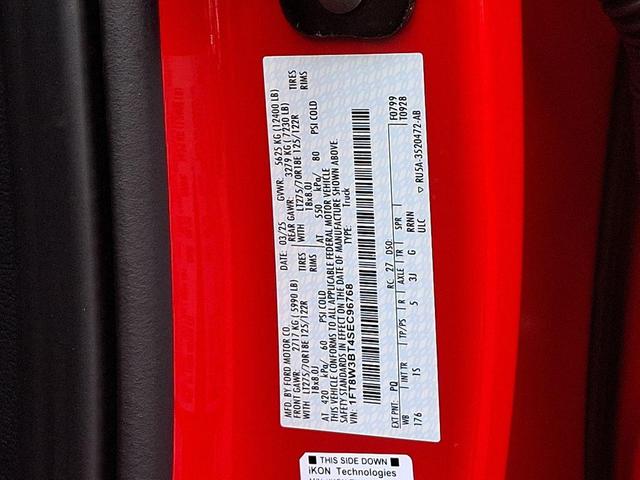 MFD. BY FORD MOTOR CO.
DATE: 03/25 GVWR: 5625 KG (12400 LB)
FRONT GAWR: 2717 KG (5990 LB) REAR GAWR: 3279 KG (7230 LB)
WITH LT275/70R18E 125/122R TIRES WITH LT275/70R18E 125/122R TIRES
18x8.0J RIMS 18x8.0J RIMS
AT 420 kPa/ 60 PSI COLD AT 550 kPa/ 80 PSI COLD
THIS VEHICLE CONFORMS TO ALL APPLICABLE FEDERAL MOTOR VEHICLE
SAFETY STANDARDS IN EFFECT ON THE DATE OF MANUFACTURE SHOWN ABOVE.
VIN: 1FT8W3BT4SEC96768 TYPE: Truck
F0799
T0928
EXT PNT: PQ RC: 27 DSO:
WB INT TR TP/PS R AXLE TR SPR
176 IS 5 3J G RRNN
ULC
▽ RU5A-3520472-AB
■ THIS SIDE DOWN ■
iKON Technologies